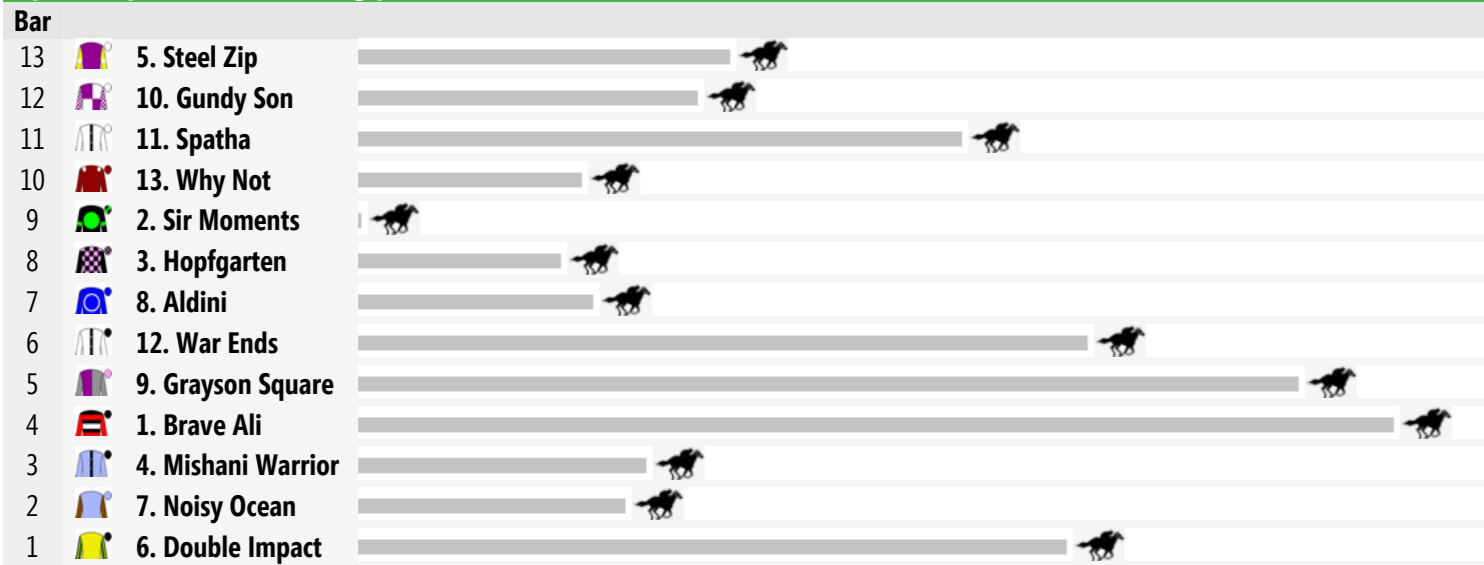 Bar
13 5. Steel Zip
12 10. Gundy Son
11 11. Spatha
10 13. Why Not
9 2. Sir Moments
8 3. Hopfgarten
7 8. Aldini
6 12. War Ends
5 9. Grayson Square
4 1. Brave Ali
3 4. Mishani Warrior
2 7. Noisy Ocean
1 6. Double Impact